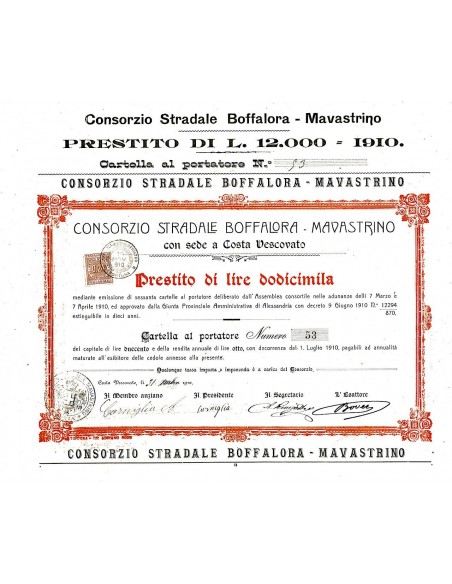 Consorzio Stradale Boffalora - Mavastrino
PRESTITO DI L. 12.000 - 1910.
Cartella al portatore N.° 53
CONSORZIO STRADALE BOFFALORA - MAVASTRINO
CONSORZIO STRADALE BOFFALORA - MAVASTRINO
con sede a Costa Vescovato
Prestito di lire dodicimila
mediante emissione di sessanta cartelle al portatore deliberato dall'Assemblea consortile nelle adunanze delli 7 Marzo e
7 Aprile 1910, ed approvato dalla Giunta Provinciale Amministrativa di Alessandria con decreto 9 Giugno 1910 N.° 12294
870,
estinguibile in dieci anni.
Cartella al portatore Numero 53
del capitale di lire duecento e della rendita annuale di lire otto, con decorrenza dal 1. Luglio 1910, pagabili ad annualità
maturate all'esibitore delle cedole annesse alla presente.
Qualunque tassa imposta o imponenda è a carico del Consorzio.
Costa Vescovato, li 31
Il Membro anziano Il Presidente Il Segretario L'Esattore
Carniglia Corniglia Bover
CONSORZIO STRADALE BOFFALORA - MAVASTRINO